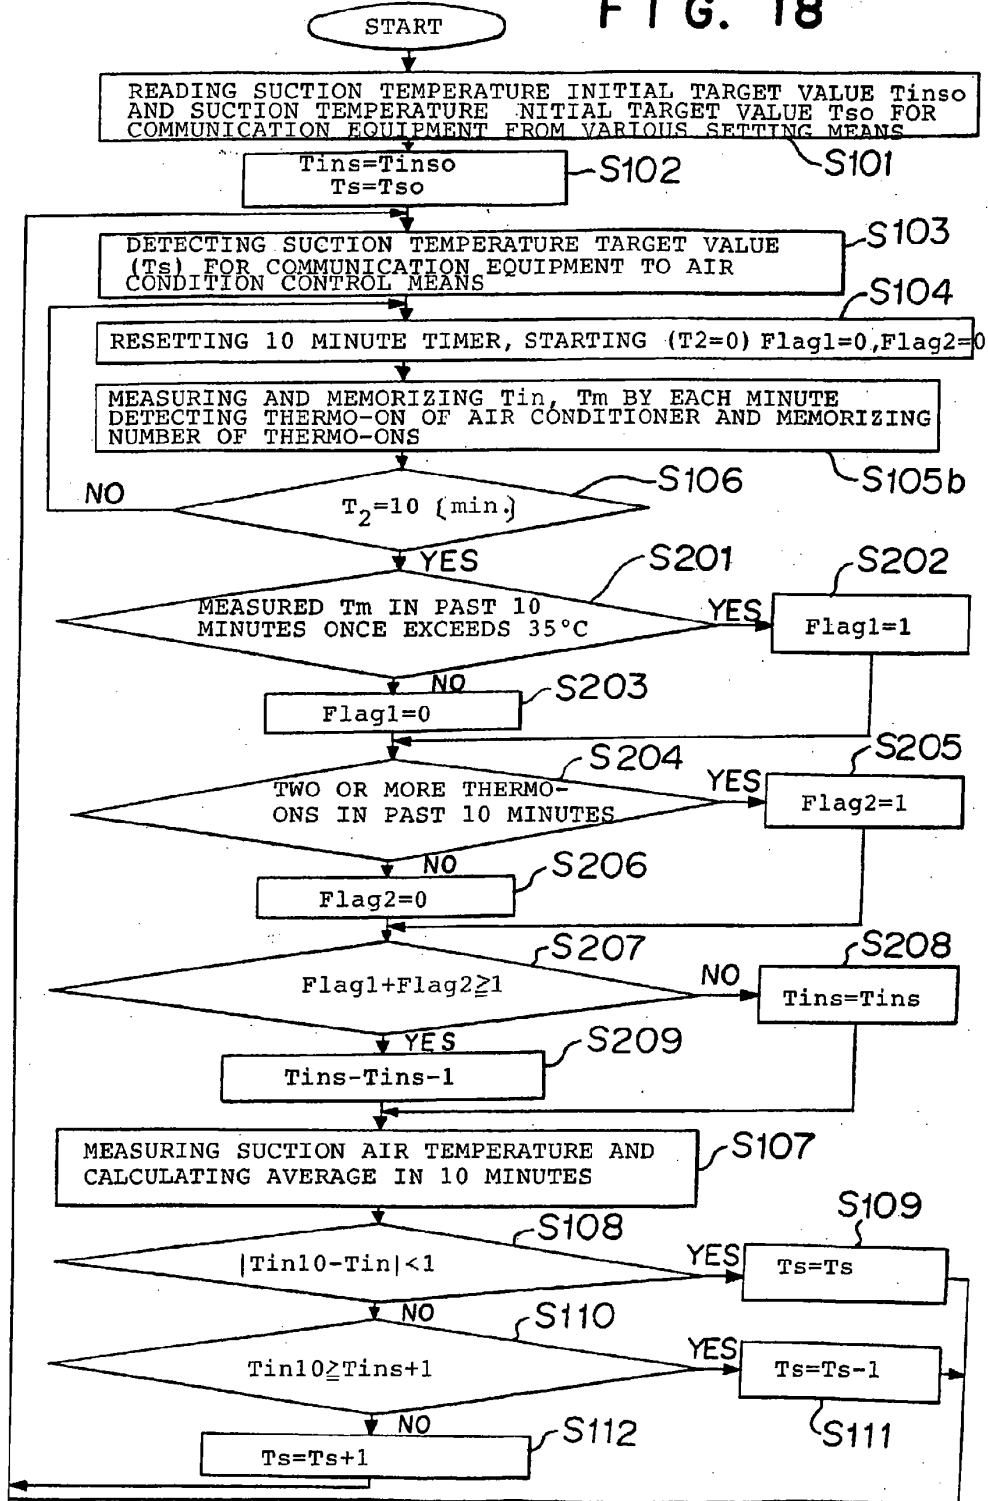 FIG. 18
START
READING SUCTION TEMPERATURE INITIAL TARGET VALUE Tinso
AND SUCTION TEMPERATURE NITIAL TARGET VALUE Tso FOR
COMMUNICATION EQUIPMENT FROM VARIOUS SETTING MEANS
S101
Tins=Tinso
Ts=Tso
S102
DETECTING SUCTION TEMPERATURE TARGET VALUE
(Ts) FOR COMMUNICATION EQUIPMENT TO AIR
CONDITION CONTROL MEANS
S103
S104
RESETTING 10 MINUTE TIMER, STARTING (T2=0) Flag1=0, Flag2=0
MEASURING AND MEMORIZING Tin, Tm BY EACH MINUTE
DETECTING THERMO-ON OF AIR CONDITIONER AND MEMORIZING
NUMBER OF THERMO-ONS
S105b
S106
NO
T2=10 (min.)
YES
S201
MEASURED Tm IN PAST 10
MINUTES ONCE EXCEEDS 35°C
YES
S202
Flag1=1
NO
S203
Flag1=0
S204
TWO OR MORE THERMO-
ONS IN PAST 10 MINUTES
YES
S205
Flag2=1
NO
S206
Flag2=0
S207
Flag1+Flag2≧1
NO
S208
Tins=Tins
YES
S209
Tins-Tins-1
MEASURING SUCTION AIR TEMPERATURE AND
CALCULATING AVERAGE IN 10 MINUTES
S107
S108
|Tin10-Tin|<1
YES
S109
Ts=Ts
NO
S110
Tin10≧Tins+1
YES
Ts=Ts-1
S111
NO
S112
Ts=Ts+1